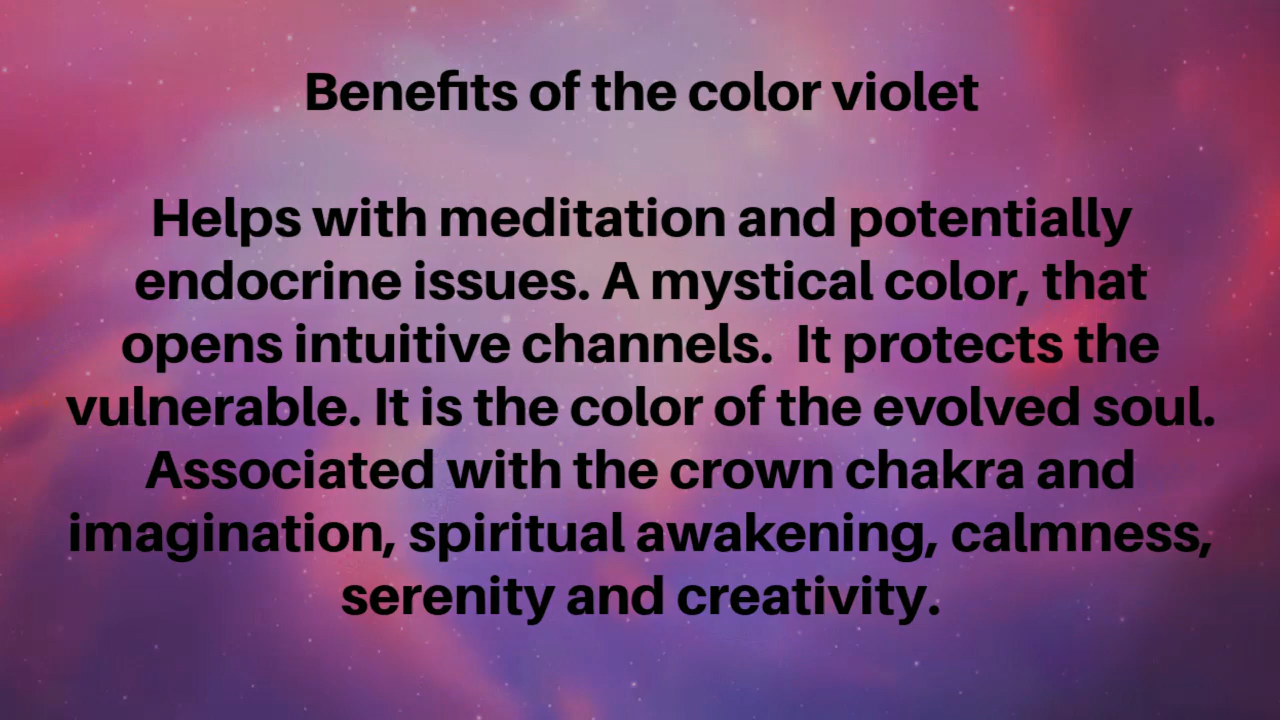 Benefits of the color violet
Helps with meditation and potentially
endocrine issues. A mystical color, that
opens intuitive channels.  It protects the
vulnerable. It is the color of the evolved soul.
Associated with the crown chakra and
imagination, spiritual awakening, calmness,
serenity and creativity.